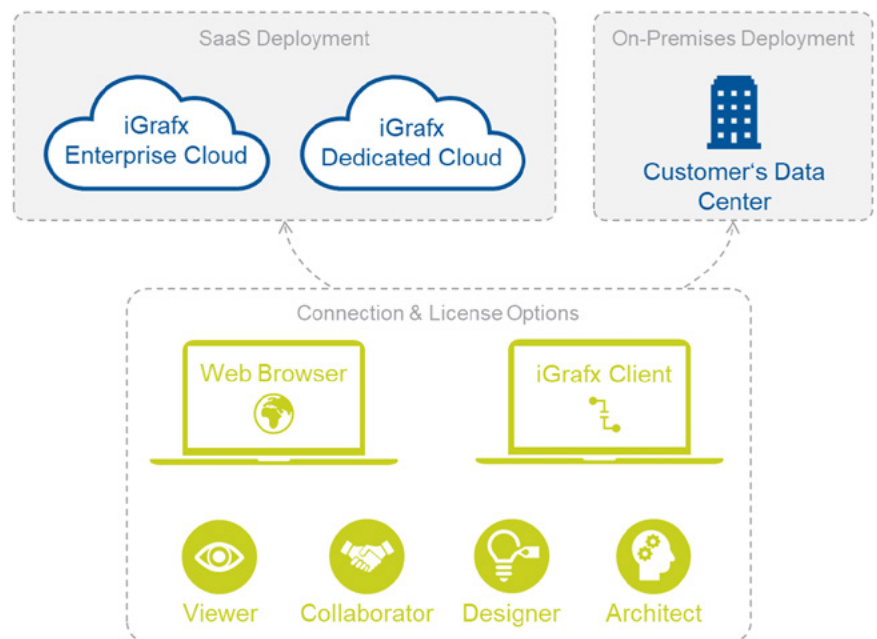 SaaS Deployment
iGrafx
Enterprise Cloud
iGrafx
Dedicated Cloud
On-Premises Deployment
Customer‘s Data
Center
Connection & License Options
Web Browser
iGrafx Client
Viewer
Collaborator
Designer
Architect